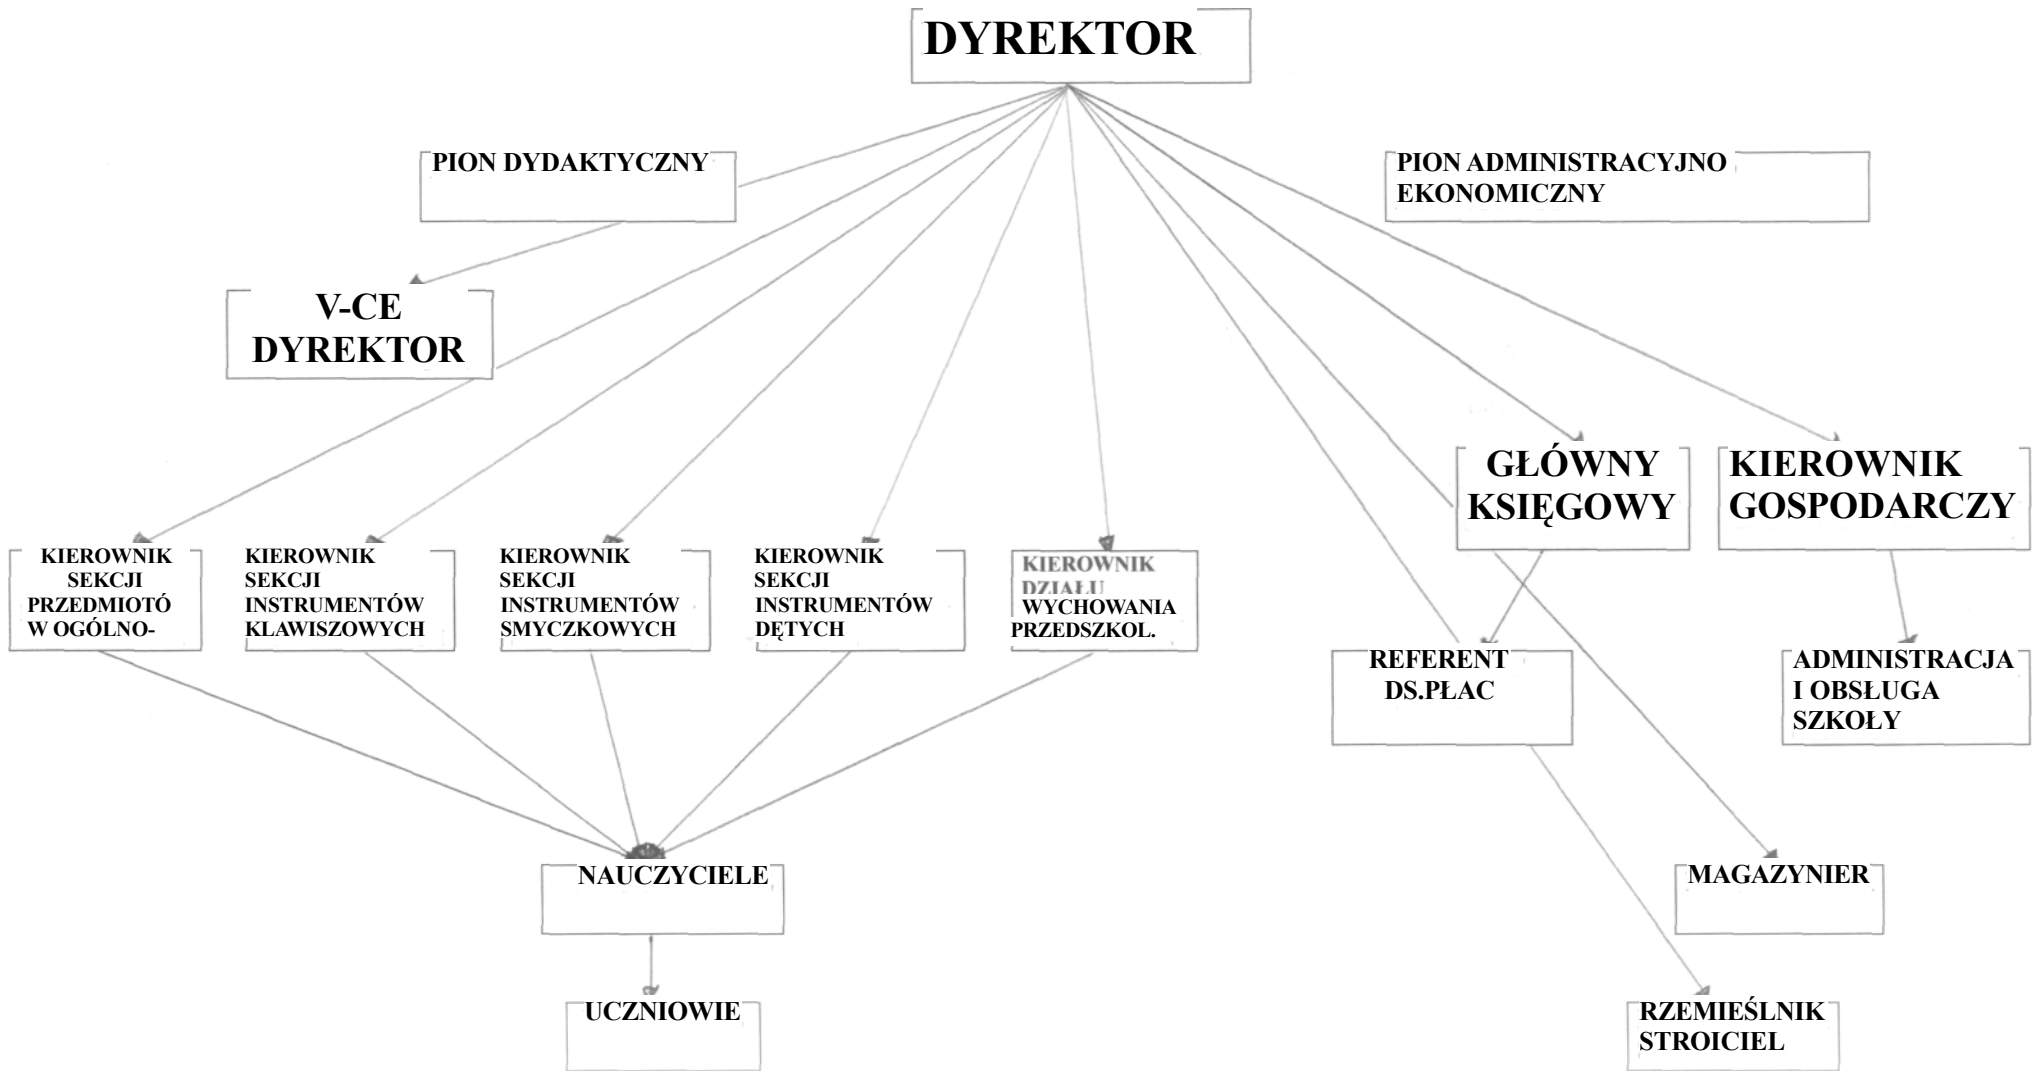 DYREKTOR
PION DYDAKTYCZNY
PION ADMINISTRACYJNO
EKONOMICZNY
V-CE
DYREKTOR
GŁÓWNY
KSIĘGOWY
KIEROWNIK
GOSPODARCZY
KIEROWNIK
SEKCJI
PRZEDMIOTÓ
W OGÓLNO-
KIEROWNIK
SEKCJI
INSTRUMENTÓW
KLAWISZOWYCH
KIEROWNIK
SEKCJI
INSTRUMENTÓW
SMYCZKOWYCH
KIEROWNIK
SEKCJI
INSTRUMENTÓW
DĘTYCH
KIEROWNIK
DZIAŁU
WYCHOWANIA
PRZEDSZKOL.
REFERENT
DS.PŁAC
ADMINISTRACJA
I OBSŁUGA
SZKOŁY
NAUCZYCIELE
MAGAZYNIER
UCZNIOWIE
RZEMIEŚLNIK
STROICIEL